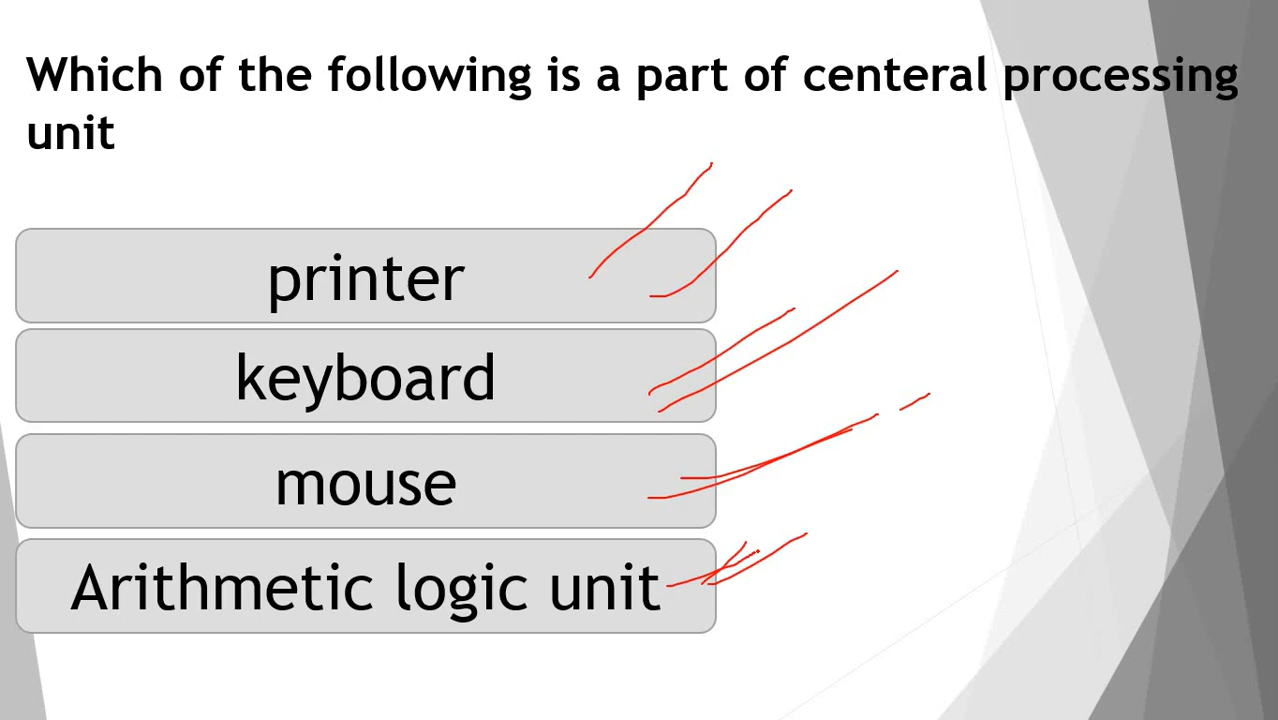 Which of the following is a part of centeral processing
unit
printer
keyboard
mouse
Arithmetic logic unit